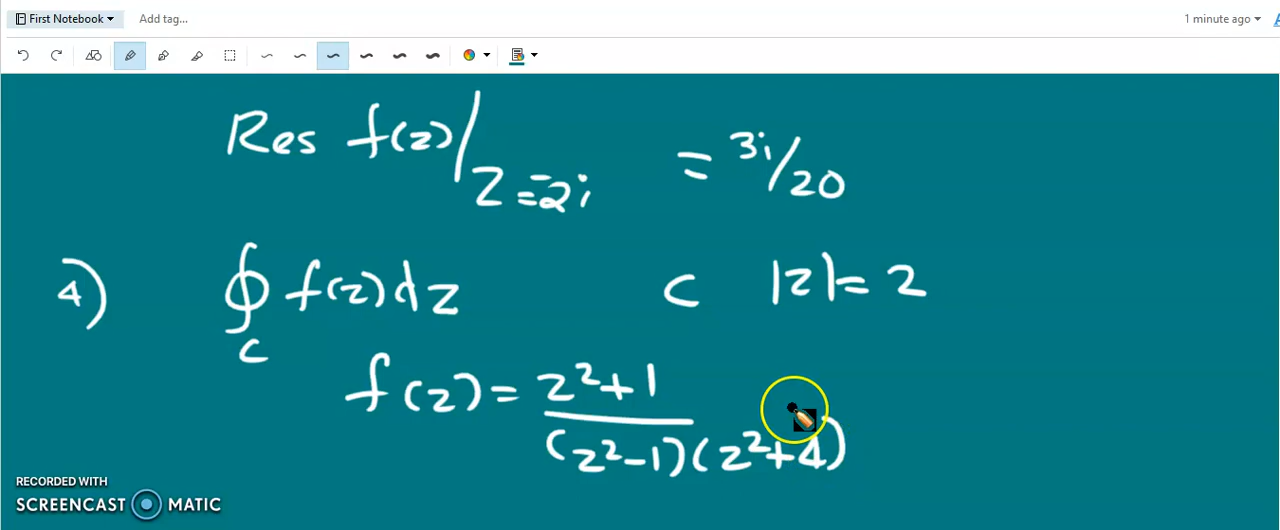 First Notebook Add tag... 1 minute ago
Res f(z)/z=-2i = 3i/20
4) ∮c f(z)dz c |z|=2
f(z) = z²+1
(z²-1)(z²+4)
RECORDED WITH
SCREENCAST MATIC